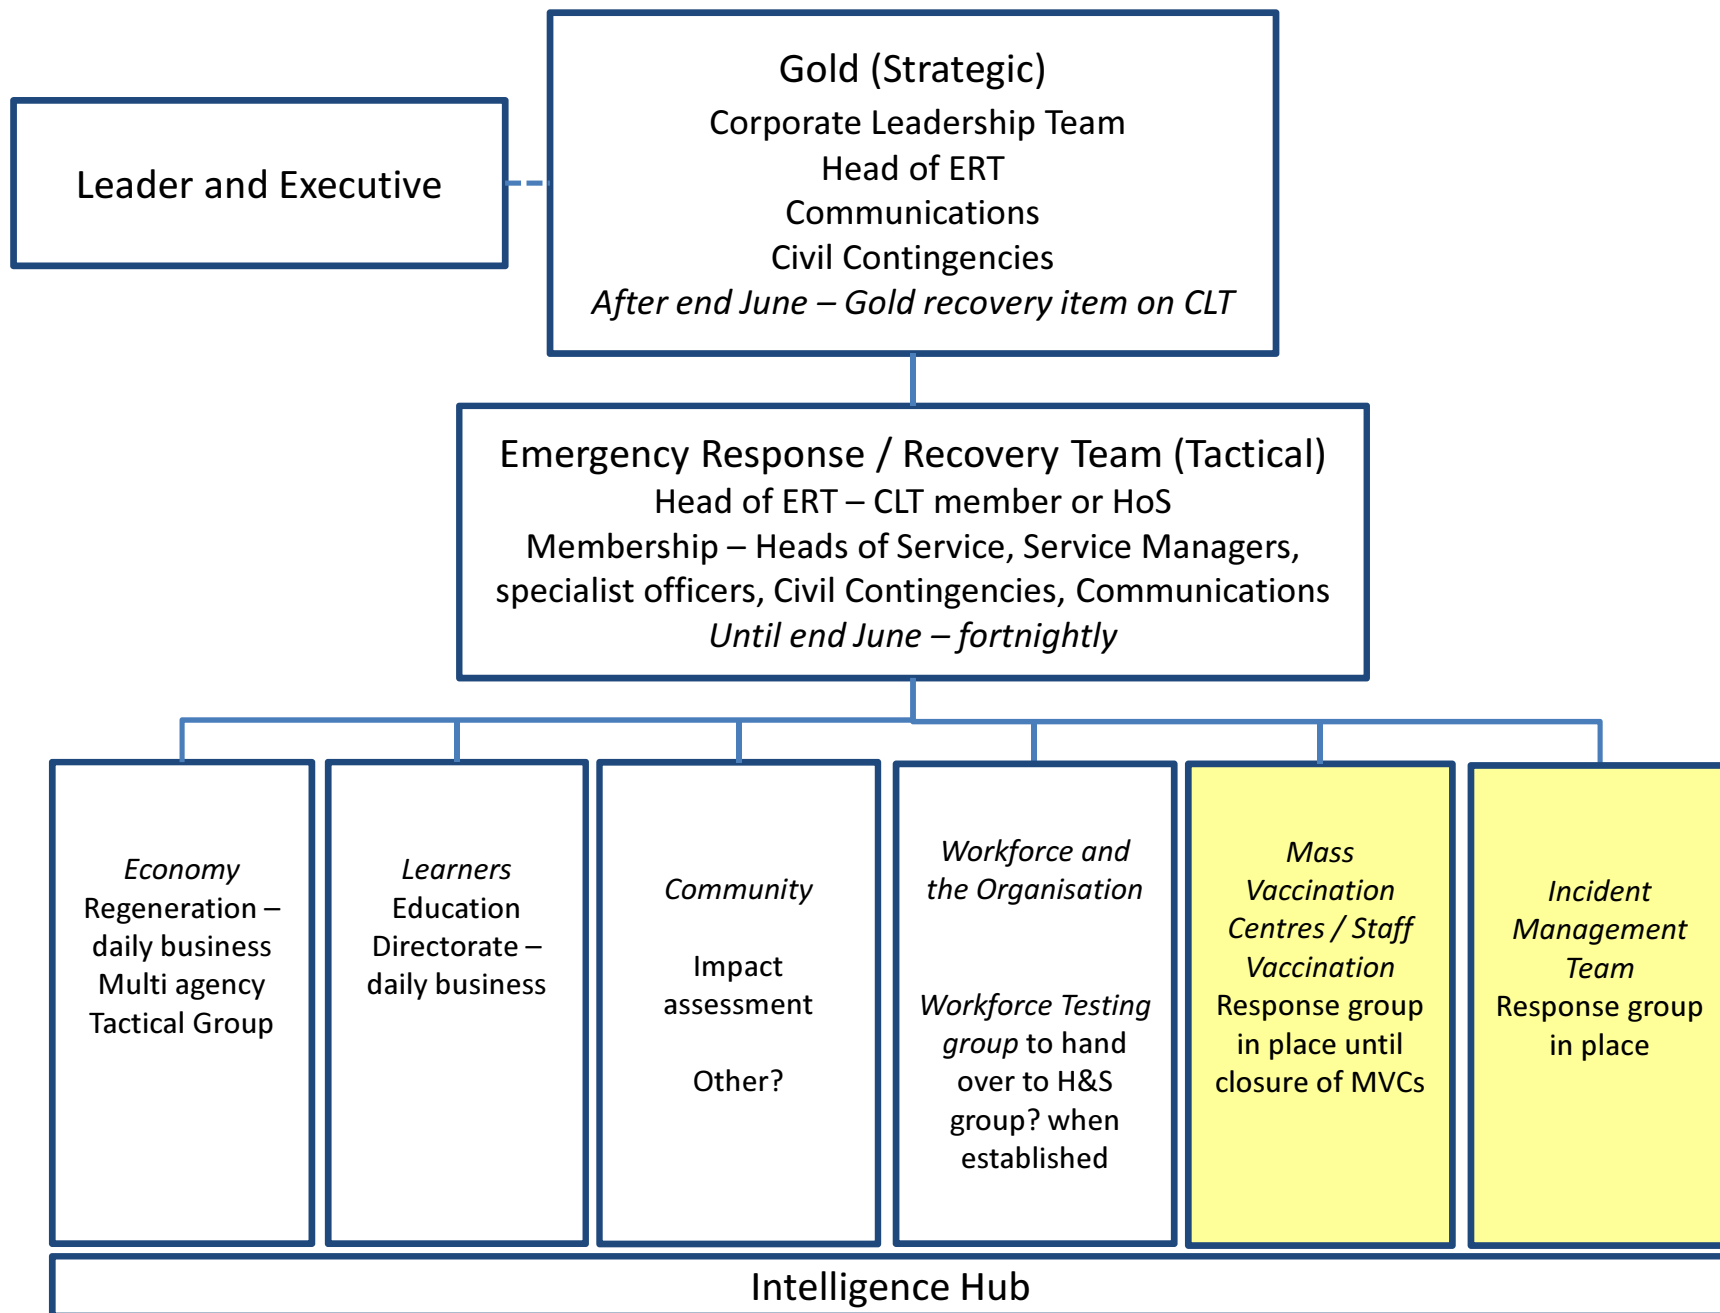 Gold (Strategic)
Corporate Leadership Team
Head of ERT
Communications
Civil Contingencies
After end June – Gold recovery item on CLT
Leader and Executive
Emergency Response / Recovery Team (Tactical)
Head of ERT – CLT member or HoS
Membership – Heads of Service, Service Managers,
specialist officers, Civil Contingencies, Communications
Until end June – fortnightly
Economy
Regeneration –
daily business
Multi agency
Tactical Group
Learners
Education
Directorate –
daily business
Community
Impact
assessment
Other?
Workforce and
the Organisation
Workforce Testing
group to hand
over to H&S
group? when
established
Mass
Vaccination
Centres / Staff
Vaccination
Response group
in place until
closure of MVCs
Incident
Management
Team
Response group
in place
Intelligence Hub